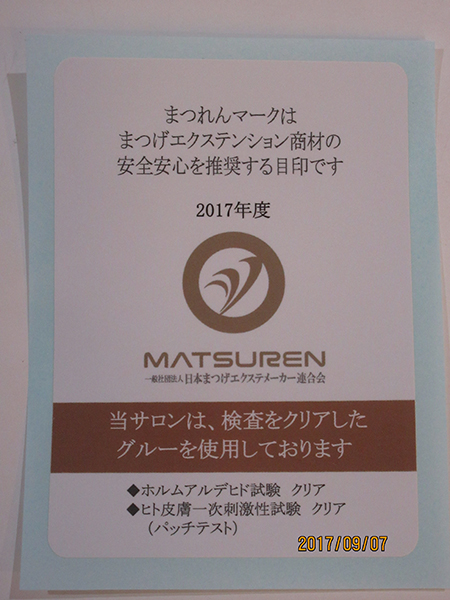 まつれんマークは
まつげエクステンション商材の
安全安心を推奨する目印です
2017年度
MATSUREN
一般社団法人日本まつげエクステメーカー連合会
当サロンは、検査をクリアした
グルーを使用しております
◆ホルムアルデヒド試験 クリア
◆ヒト皮膚一次刺激性試験 クリア
(パッチテスト)
2017/09/07